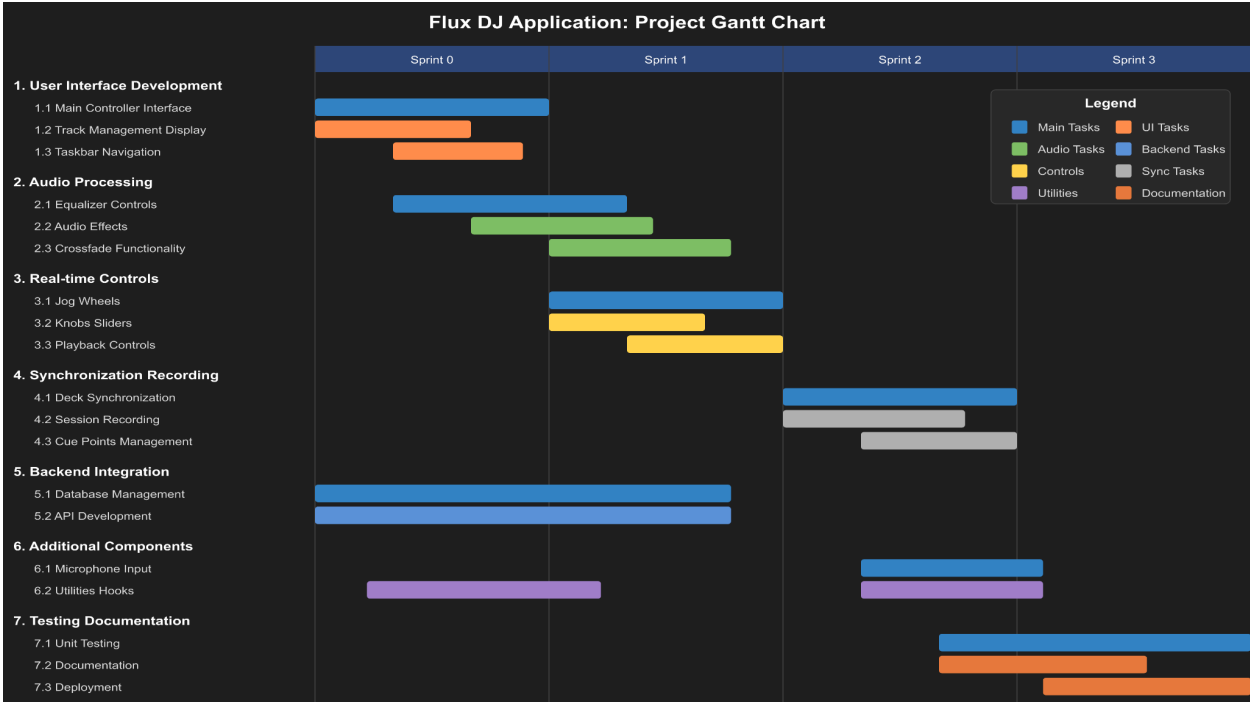 Flux DJ Application: Project Gantt Chart
Sprint 0 Sprint 1 Sprint 2 Sprint 3
1. User Interface Development
1.1 Main Controller Interface
1.2 Track Management Display
1.3 Taskbar Navigation
Legend
Main Tasks UI Tasks
Audio Tasks Backend Tasks
Controls Sync Tasks
Utilities Documentation
2. Audio Processing
2.1 Equalizer Controls
2.2 Audio Effects
2.3 Crossfade Functionality
3. Real-time Controls
3.1 Jog Wheels
3.2 Knobs Sliders
3.3 Playback Controls
4. Synchronization Recording
4.1 Deck Synchronization
4.2 Session Recording
4.3 Cue Points Management
5. Backend Integration
5.1 Database Management
5.2 API Development
6. Additional Components
6.1 Microphone Input
6.2 Utilities Hooks
7. Testing Documentation
7.1 Unit Testing
7.2 Documentation
7.3 Deployment